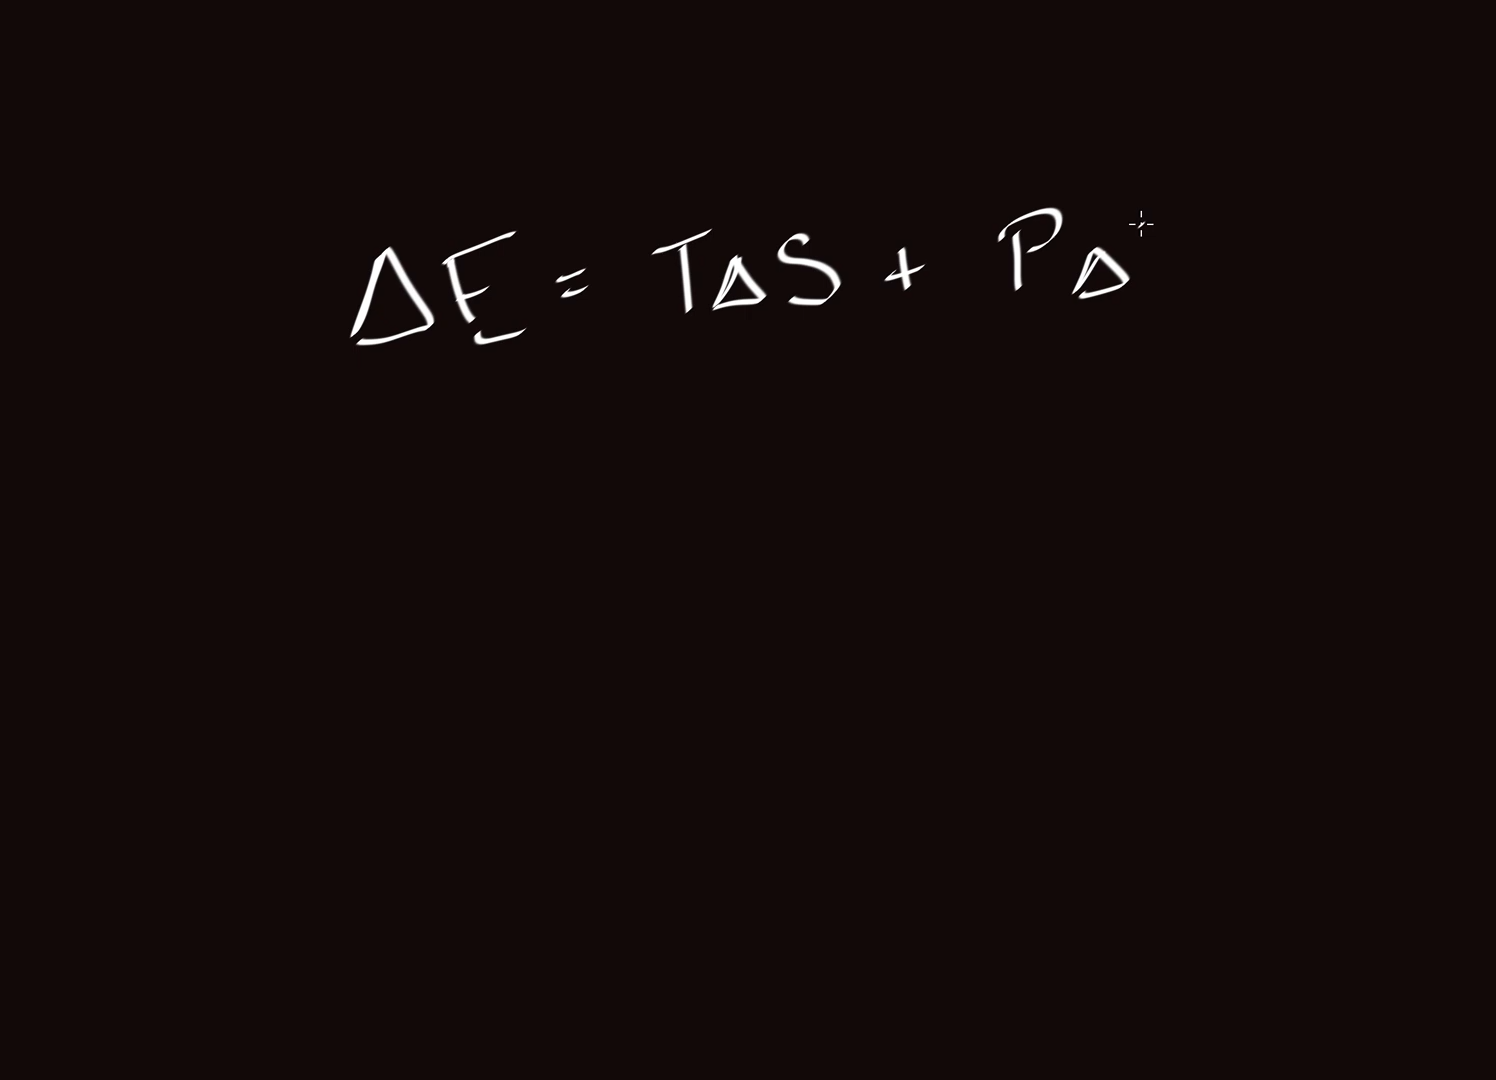 ΔE = TΔS + PΔ